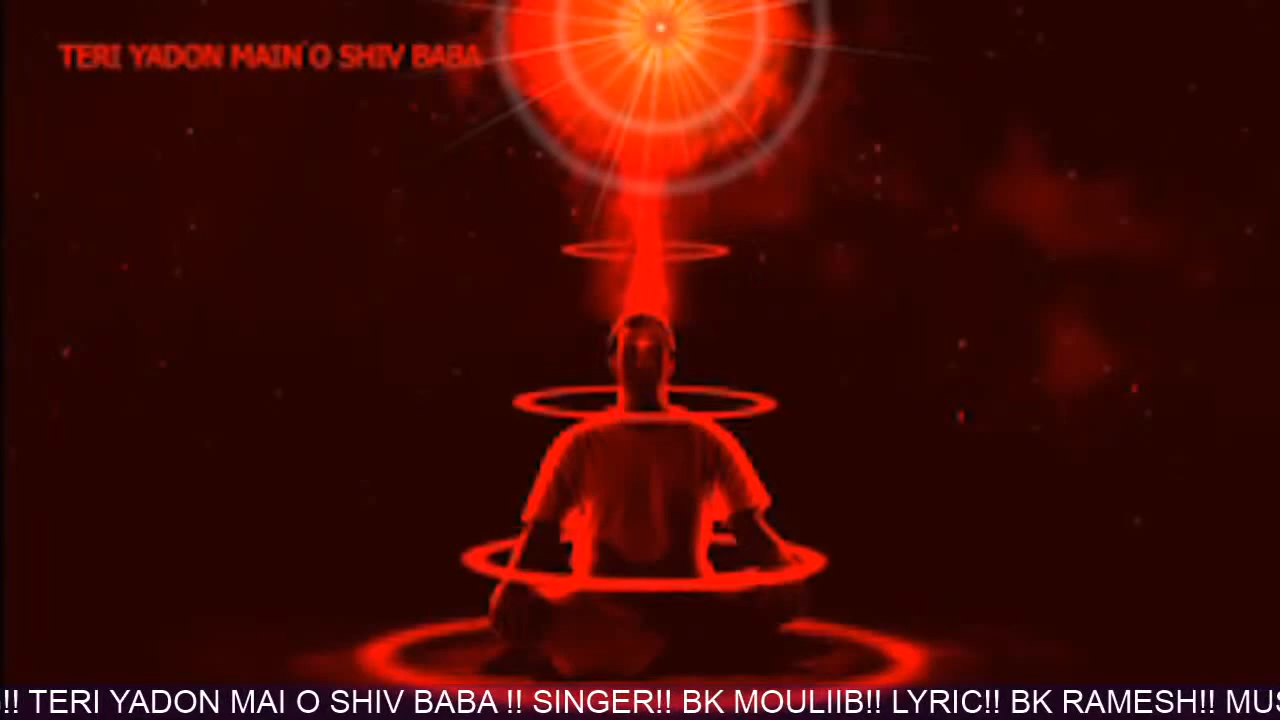 TERI YADON MAIN O SHIV BABA
!! TERI YADON MAI O SHIV BABA !! SINGER!! BK MOULIIB!! LYRIC!! BK RAMESH!!